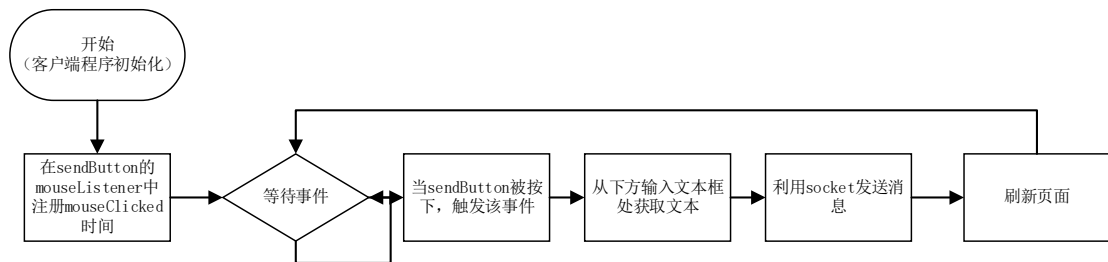 开始
（客户端程序初始化）
在sendButton的
mouseListener中
注册mouseClicked
时间
等待事件
当sendButton被按
下，触发该事件
从下方输入文本框
处获取文本
利用socket发送消
息
刷新页面